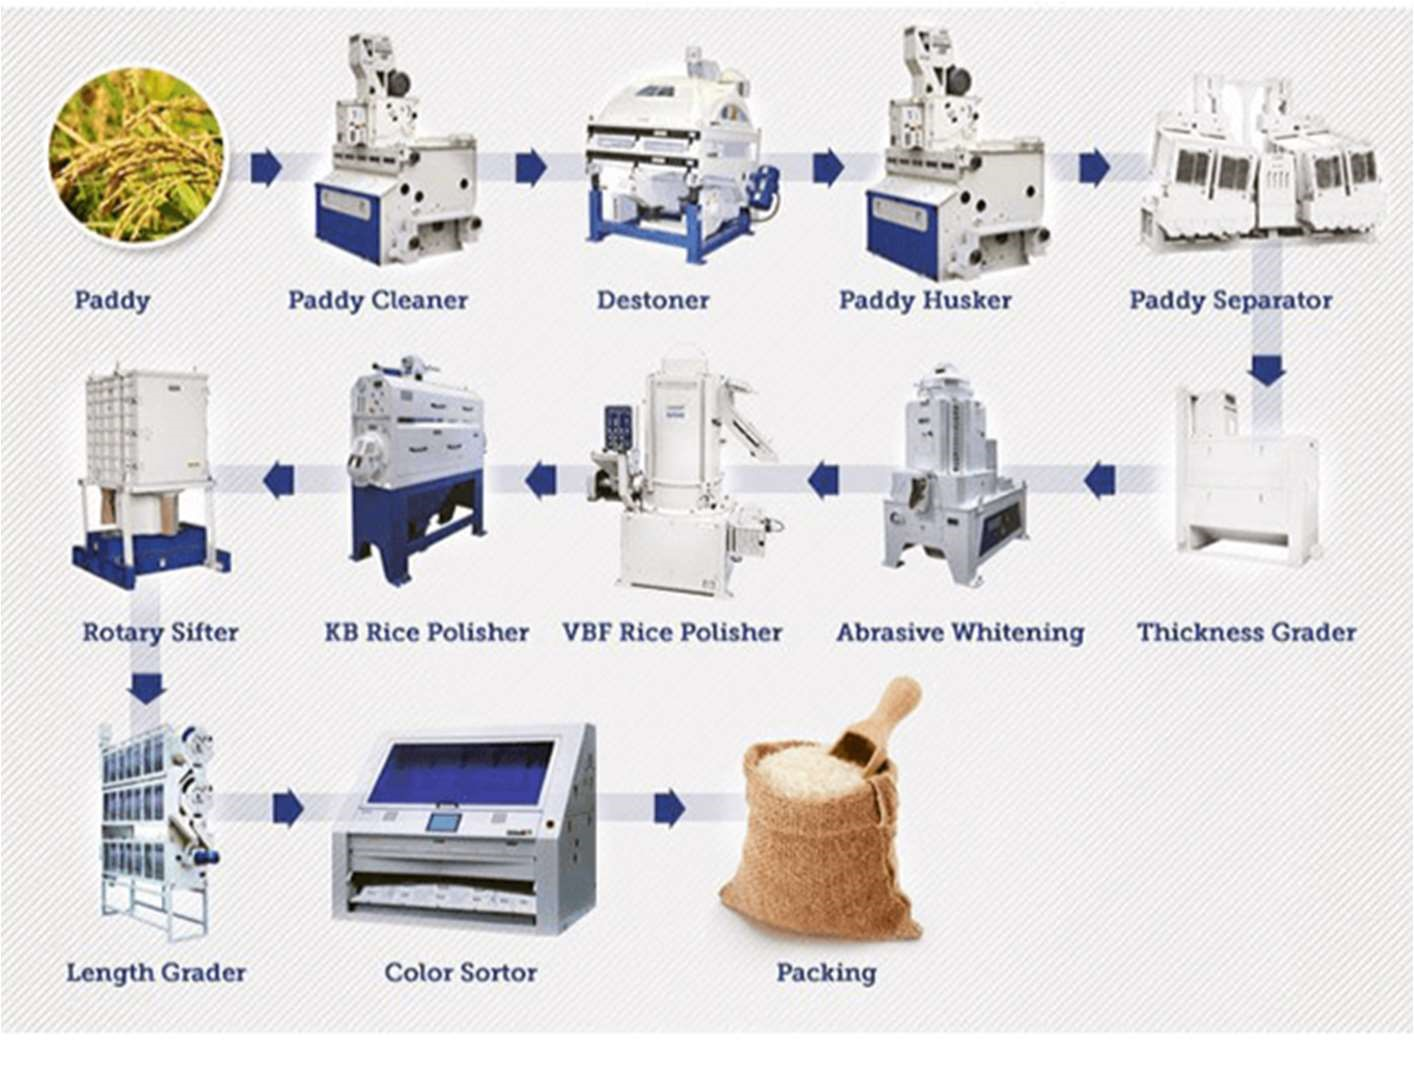 Paddy
Paddy Cleaner
Destoner
Paddy Husker
Paddy Separator
Rotary Sifter
KB Rice Polisher
VBF Rice Polisher
Abrasive Whitening
Thickness Grader
Length Grader
Color Sortor
Packing